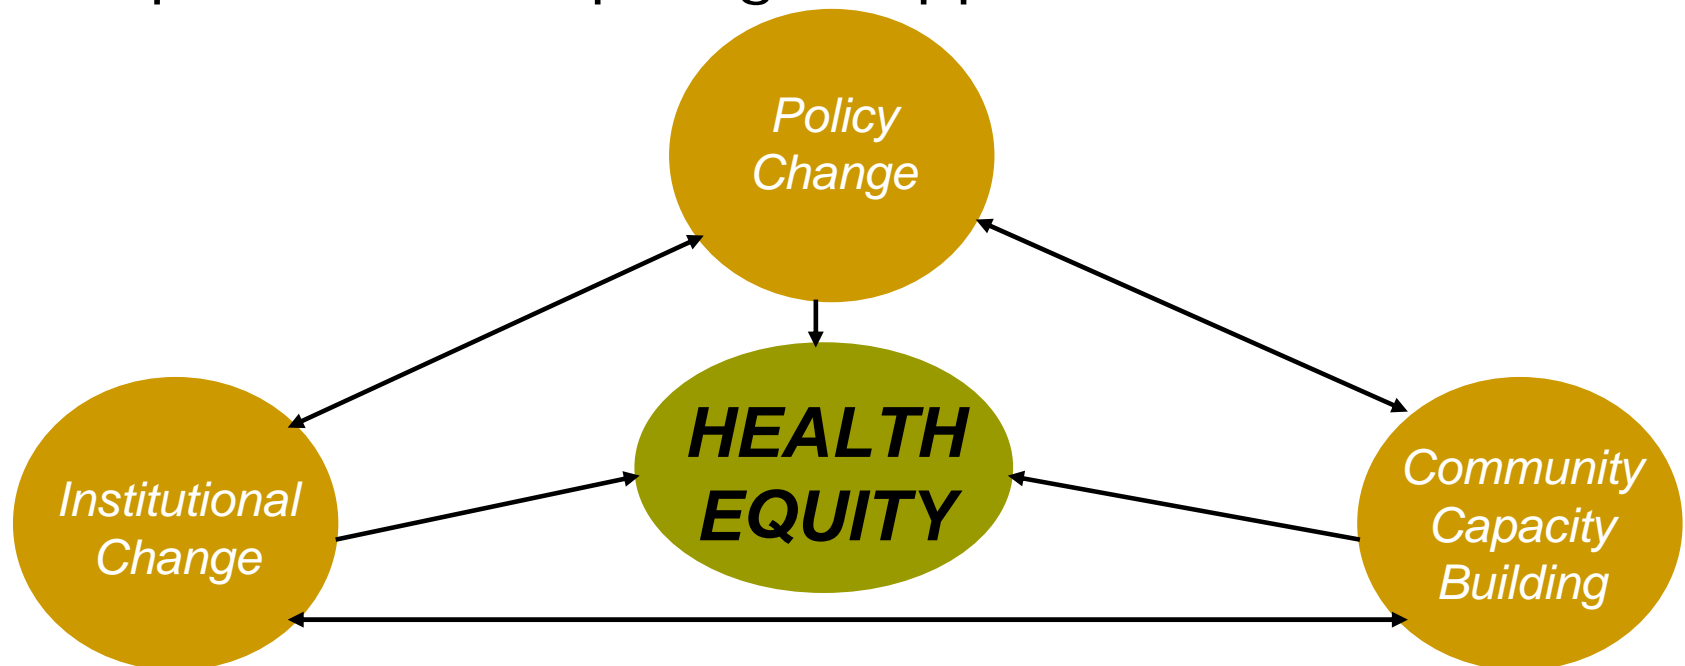 Policy
Change
HEALTH
EQUITY
Institutional
Change
Community
Capacity
Building